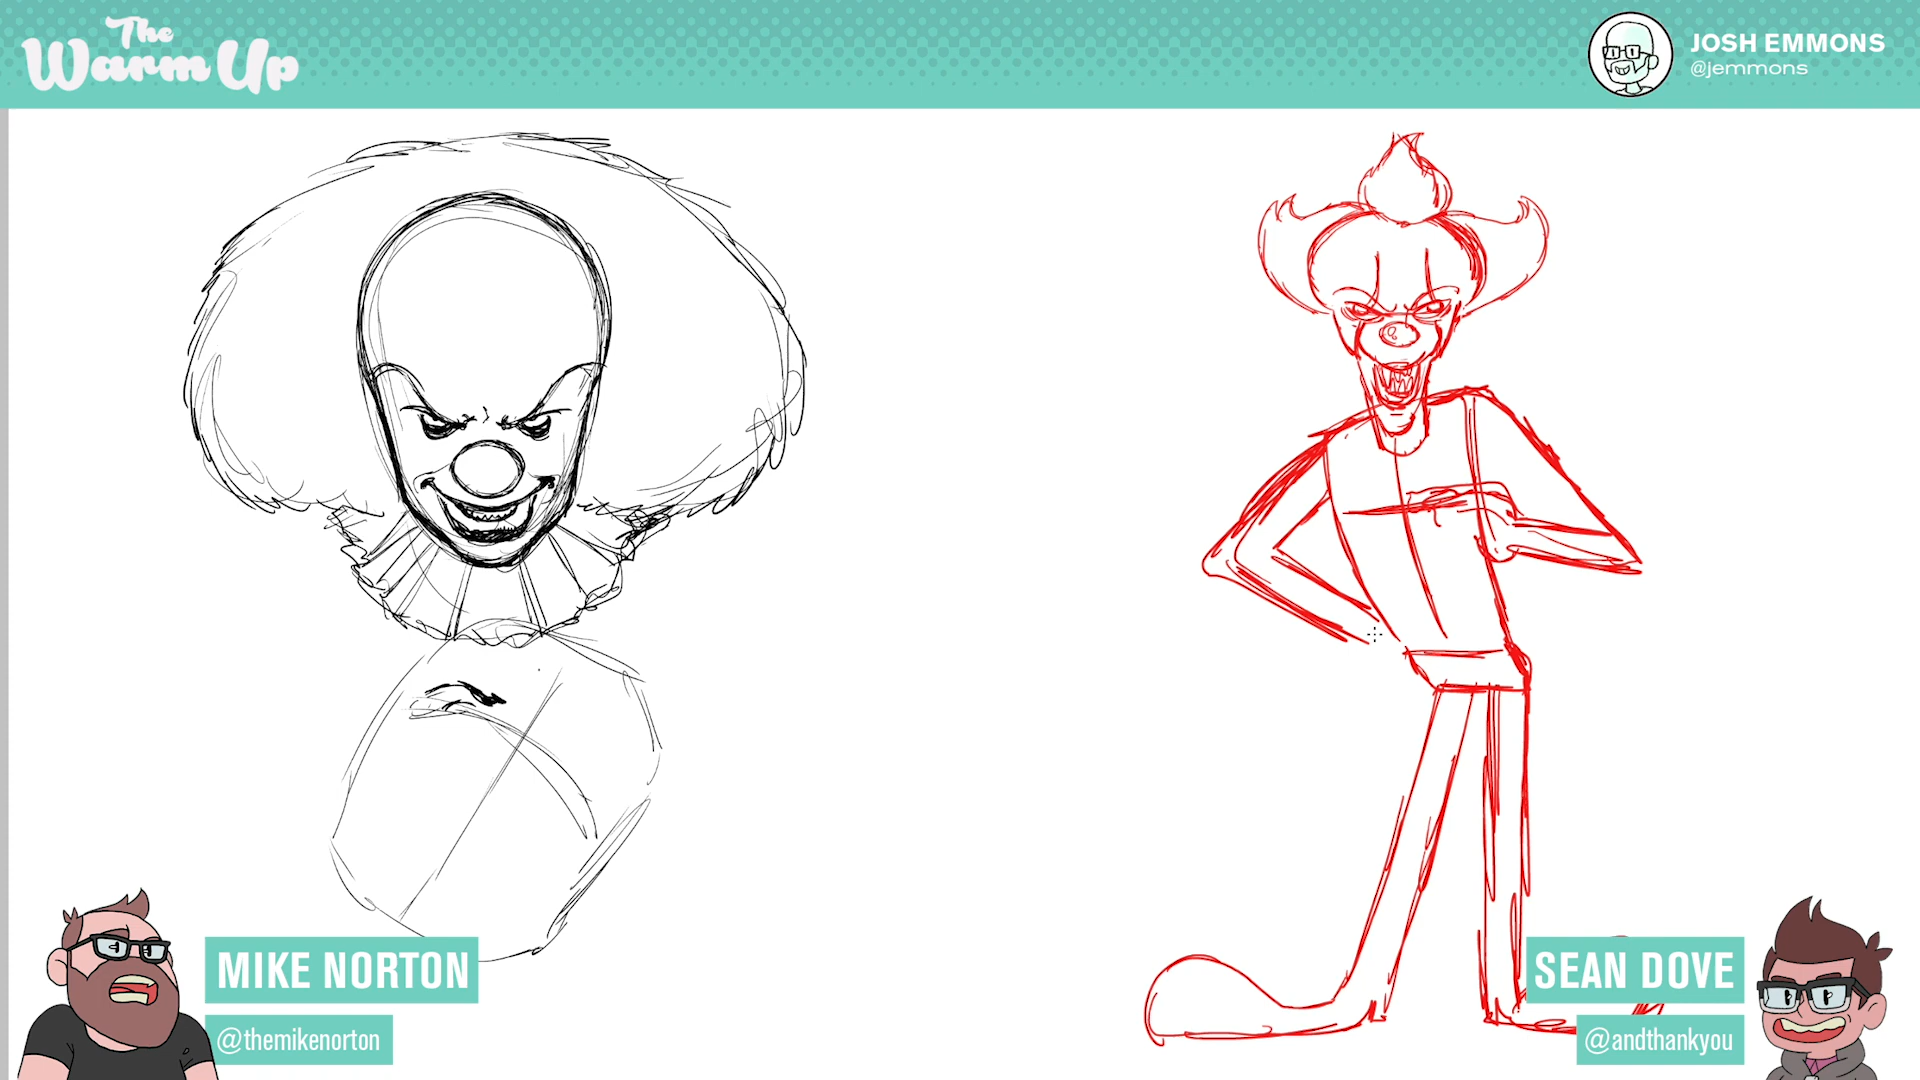 The
Warm Up
JOSH EMMONS
@jemmons
MIKE NORTON
@themikenorton
SEAN DOVE
@andthankyou